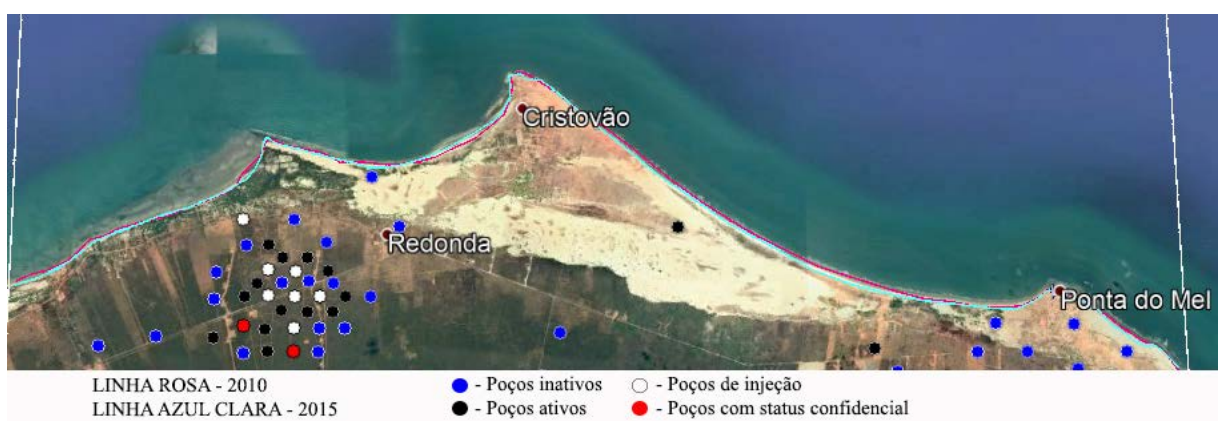 Cristovão
Redonda
Ponta do Mel
LINHA ROSA - 2010
LINHA AZUL CLARA - 2015
- Poços inativos
- Poços de injeção
- Poços ativos
- Poços com status confidencial